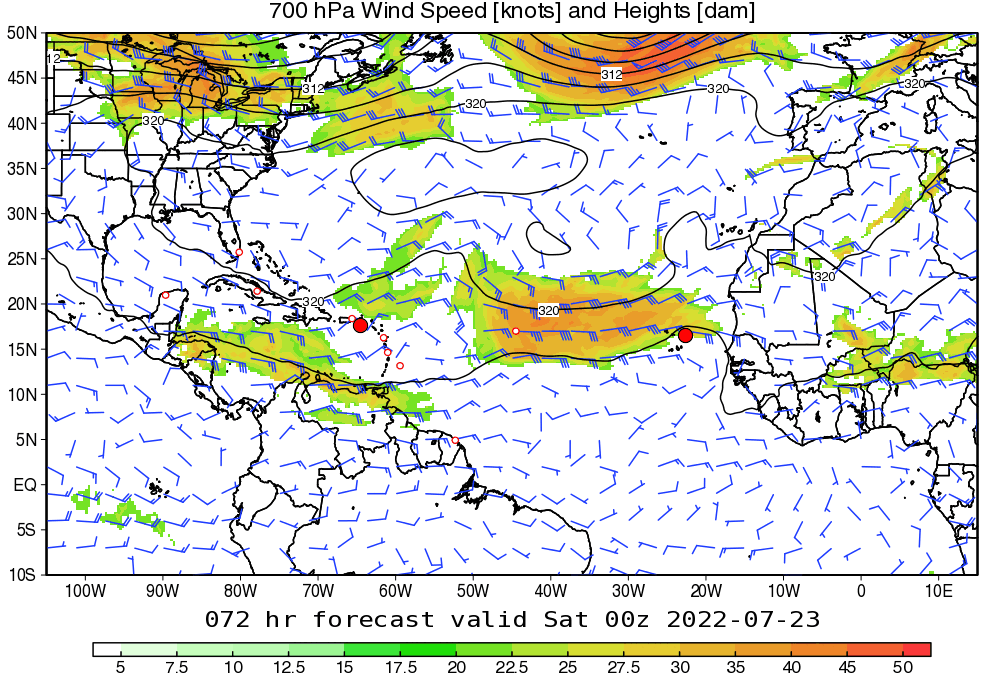 700 hPa Wind Speed [knots] and Heights [dam]
50N
45N
40N
35N
30N
25N
20N
15N
10N
5N
EQ
5S
10S
12
312
312
320
320
320
320
320
320
320
100W 90W 80W 70W 60W 50W 40W 30W 20W 10W 0 10E
072 hr forecast valid Sat 00z 2022-07-23
5 7.5 10 12.5 15 17.5 20 22.5 25 27.5 30 35 40 45 50